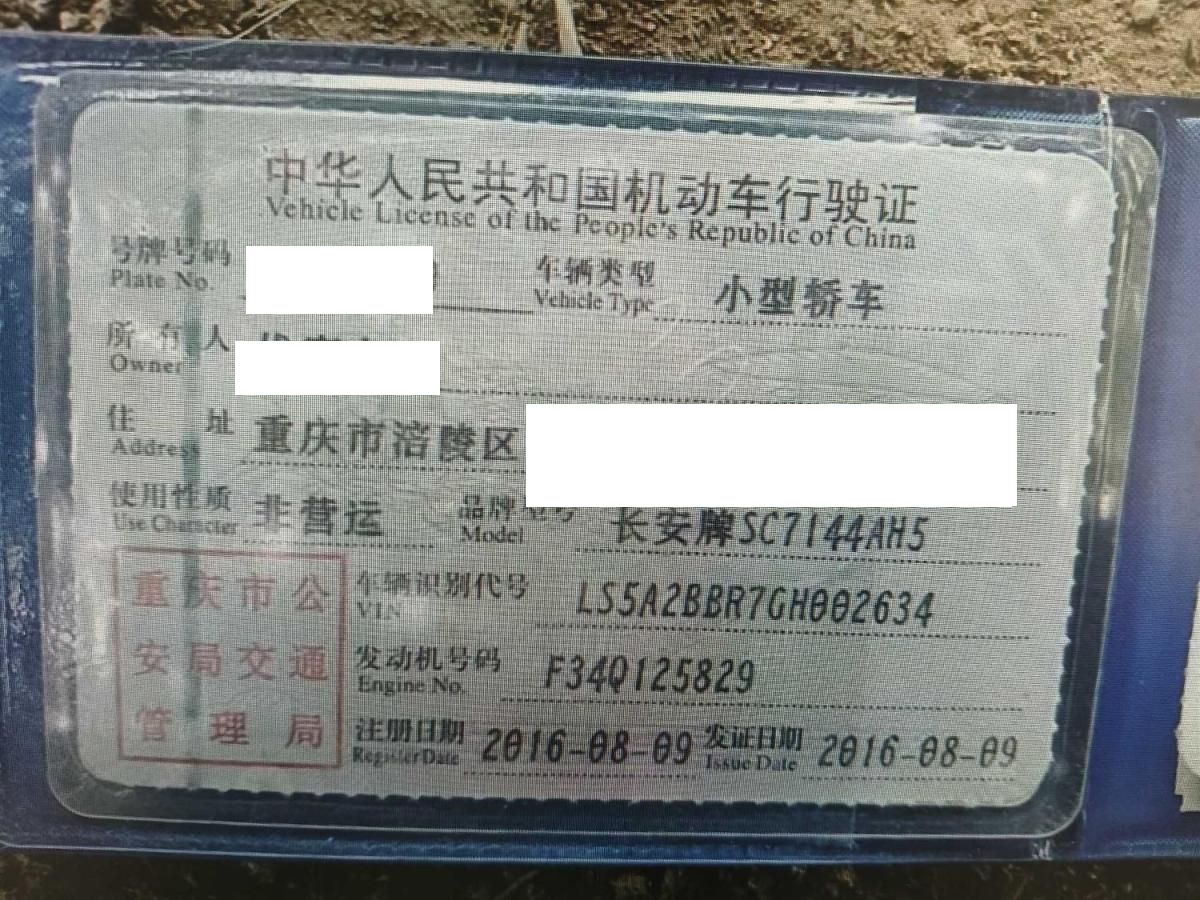 中华人民共和国机动车行驶证
Vehicle License of the People's Republic of China
号牌号码 车辆类型 小型轿车
Plate No. Vehicle Type
所有人
Owner
住址 重庆市涪陵区
Address
使用性质 非营运 品牌型号 长安牌SC7144AH5
Use Character Model
车辆识别代号 LS5A2BBR7GH002634
VIN
发动机号码 F34Q125829
Engine No.
注册日期 2016-08-09 发证日期 2016-08-09
Register Date Issue Date
重庆市公
安局交通
管理局